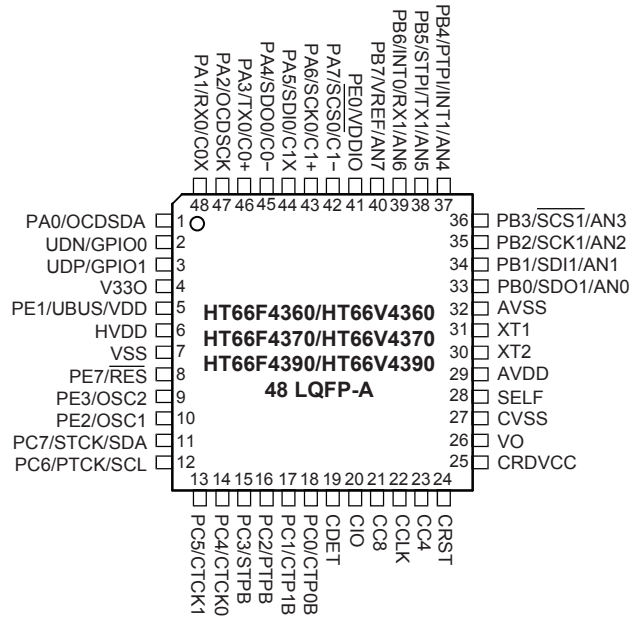 PA1/RX0/C0X
PA2/OCDSCK
PA3/TX0/C0+
PA4/SDO0/C0−
PA5/SDI0/C1X
PA6/SCK0/C1+
PA7/SCS0/C1−
PE0/VDDIO
PB7/VREF/AN7
PB6/INT0/RX1/AN6
PB5/STPI/TX1/AN5
PB4/PTPI/INT1/AN4
48 47 46 45 44 43 42 41 40 39 38 37
PA0/OCDSDA 1
UDN/GPIO0 2
UDP/GPIO1 3
V33O 4
PE1/UBUS/VDD 5
HVDD 6
VSS 7
PE7/RES 8
PE3/OSC2 9
PE2/OSC1 10
PC7/STCK/SDA 11
PC6/PTCK/SCL 12
HT66F4360/HT66V4360
HT66F4370/HT66V4370
HT66F4390/HT66V4390
48 LQFP-A
36 PB3/SCS1/AN3
35 PB2/SCK1/AN2
34 PB1/SDI1/AN1
33 PB0/SDO1/AN0
32 AVSS
31 XT1
30 XT2
29 AVDD
28 SELF
27 CVSS
26 VO
25 CRDVCC
13 14 15 16 17 18 19 20 21 22 23 24
PC5/CTCK1
PC4/CTCK0
PC3/STPB
PC2/PTPB
PC1/CTP1B
PC0/CTP0B
CDET
CIO
CC8
CCLK
CC4
CRST